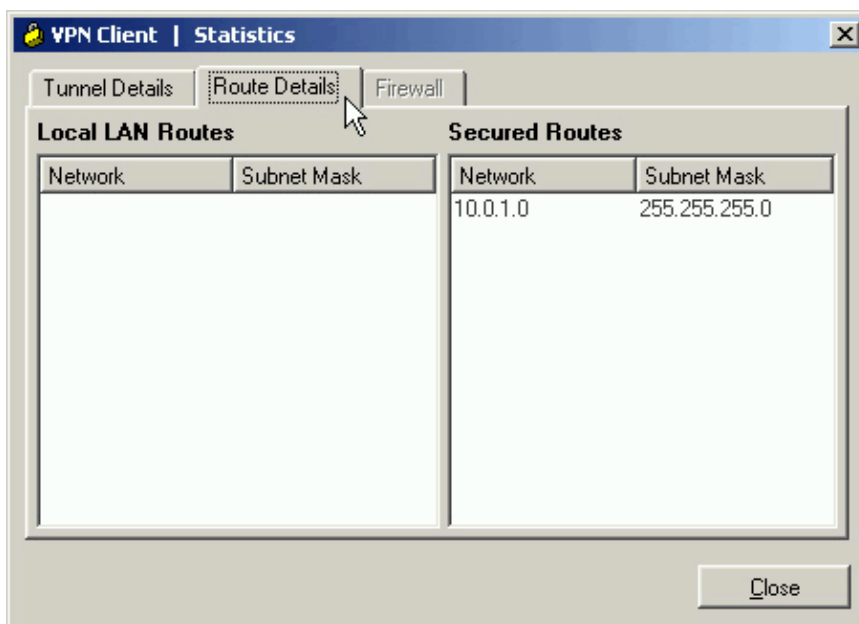 VPN Client | Statistics
Tunnel Details Route Details Firewall
Local LAN Routes Secured Routes
Network Subnet Mask Network Subnet Mask
10.0.1.0 255.255.255.0
Close